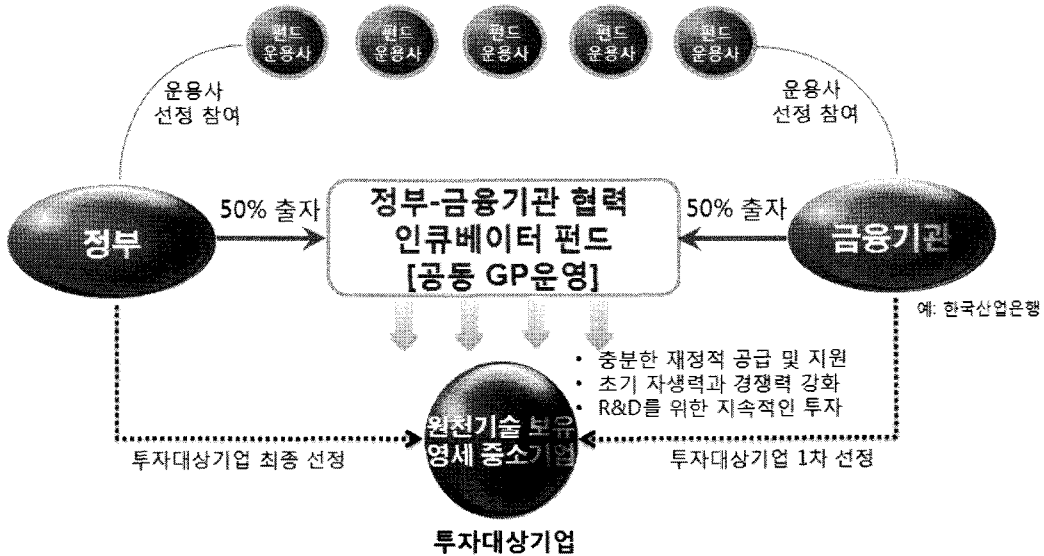 펀드
운용사
펀드
운용사
펀드
운용사
펀드
운용사
펀드
운용사
운용사
선정 참여
운용사
선정 참여
정부
50% 출자
정부-금융기관 협력
인큐베이터 펀드
[공동 GP운영]
50% 출자
금융기관
예: 한국산업은행
• 충분한 재정적 공급 및 지원
• 초기 자생력과 경쟁력 강화
• R&D를 위한 지속적인 투자
원천기술 보유
영세 중소기업
투자대상기업 최종 선정
투자대상기업 1차 선정
투자대상기업